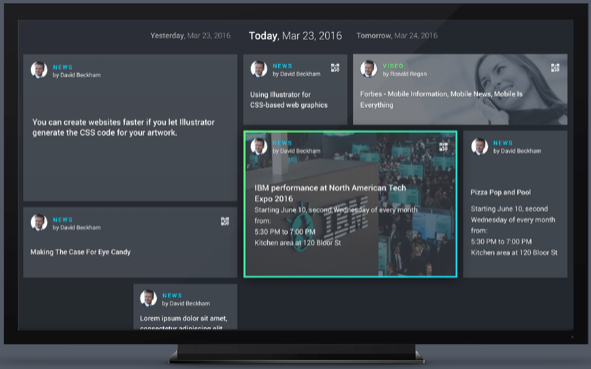 Yesterday, Mar 23, 2016
Today, Mar 23, 2016
Tomorrow, Mar 24, 2016
NEWS
by David Beckham
You can create websites faster if you let Illustrator
generate the CSS code for your artwork.
NEWS
by David Beckham
Using Illustrator for
CSS-based web graphics
VIDEO
by Ronald Regan
Forbes - Mobile Information, Mobile News, Mobile Is
Everything
NEWS
by David Beckham
IBM performance at North American Tech
Expo 2016
Starting June 10, second Wednesday of every month
from:
5:30 PM to 7:00 PM
Kitchen area at 120 Bloor St
IBM
NEWS
by David Beckham
Pizza Pop and Pool
Starting June 10, second
Wednesday of every month
from:
5:30 PM to 7:00 PM
Kitchen area at 120 Bloor St
NEWS
by David Beckham
Making The Case For Eye Candy
NEWS
by David Beckham
Lorem ipsum dolor sit amet,
consectetur adipiscing elit